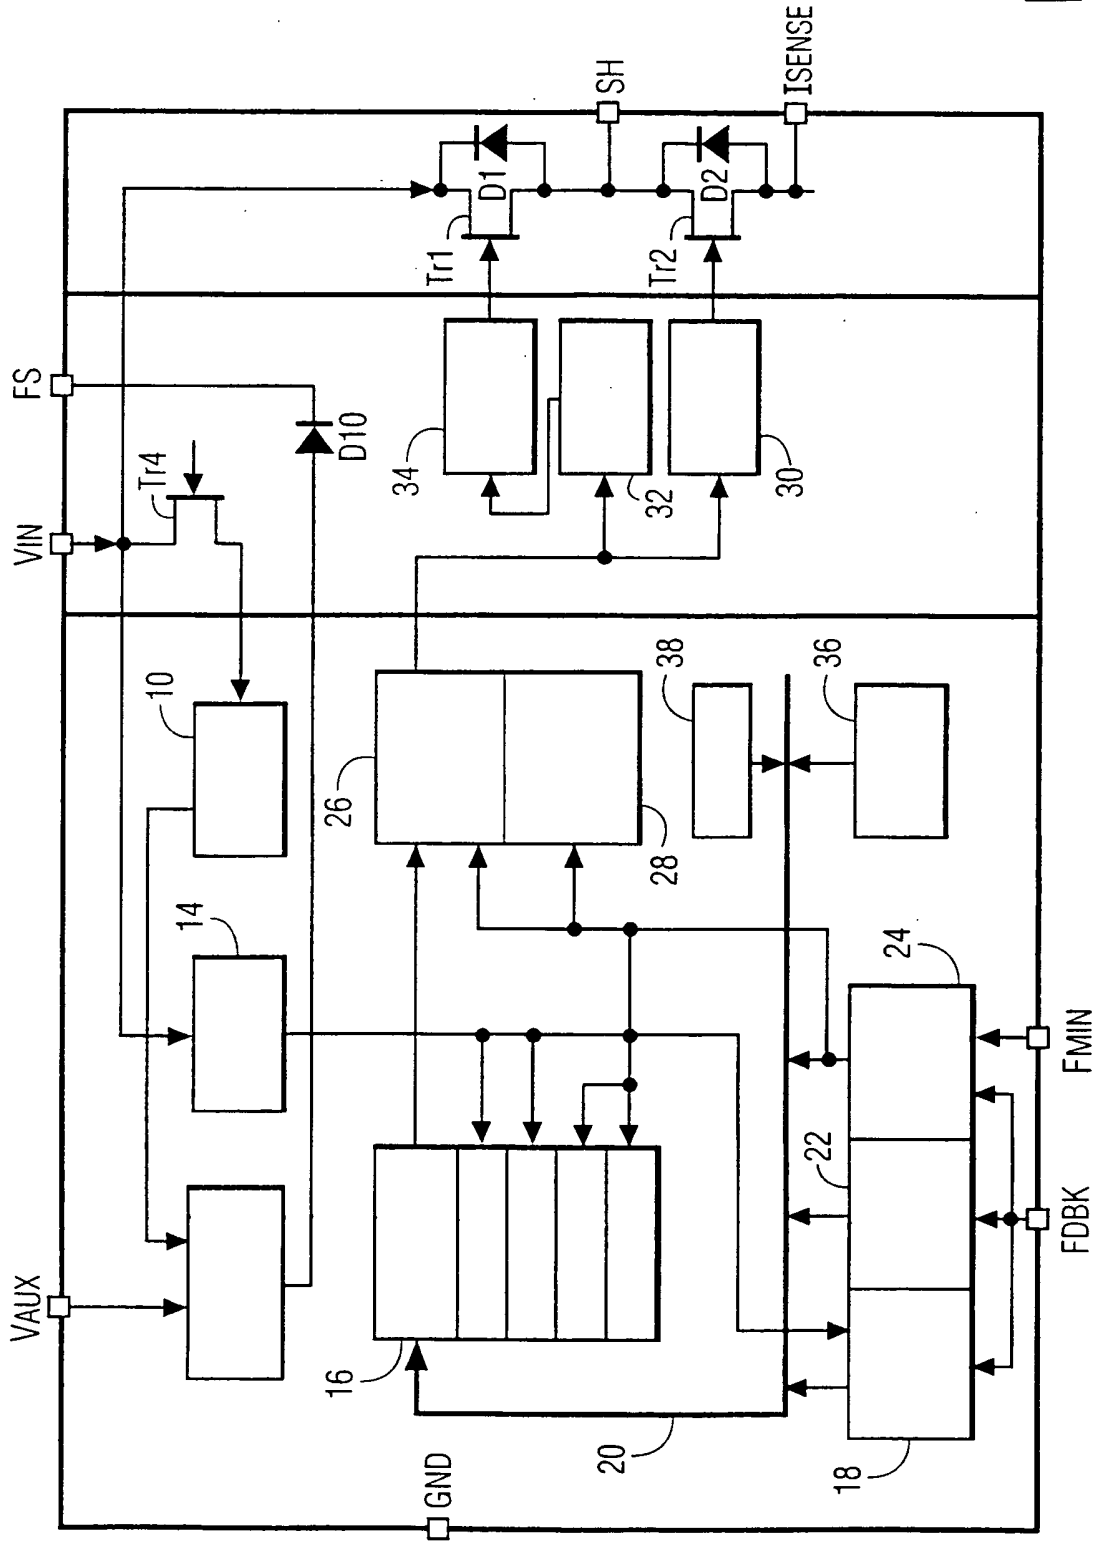 VAUX
VIN
FS
GND
10
14
Tr4
D10
16
26
28
34
32
30
Tr1
D1
SH
Tr2
D2
ISENSE
38
36
20
18
22
24
FDBK
FMIN